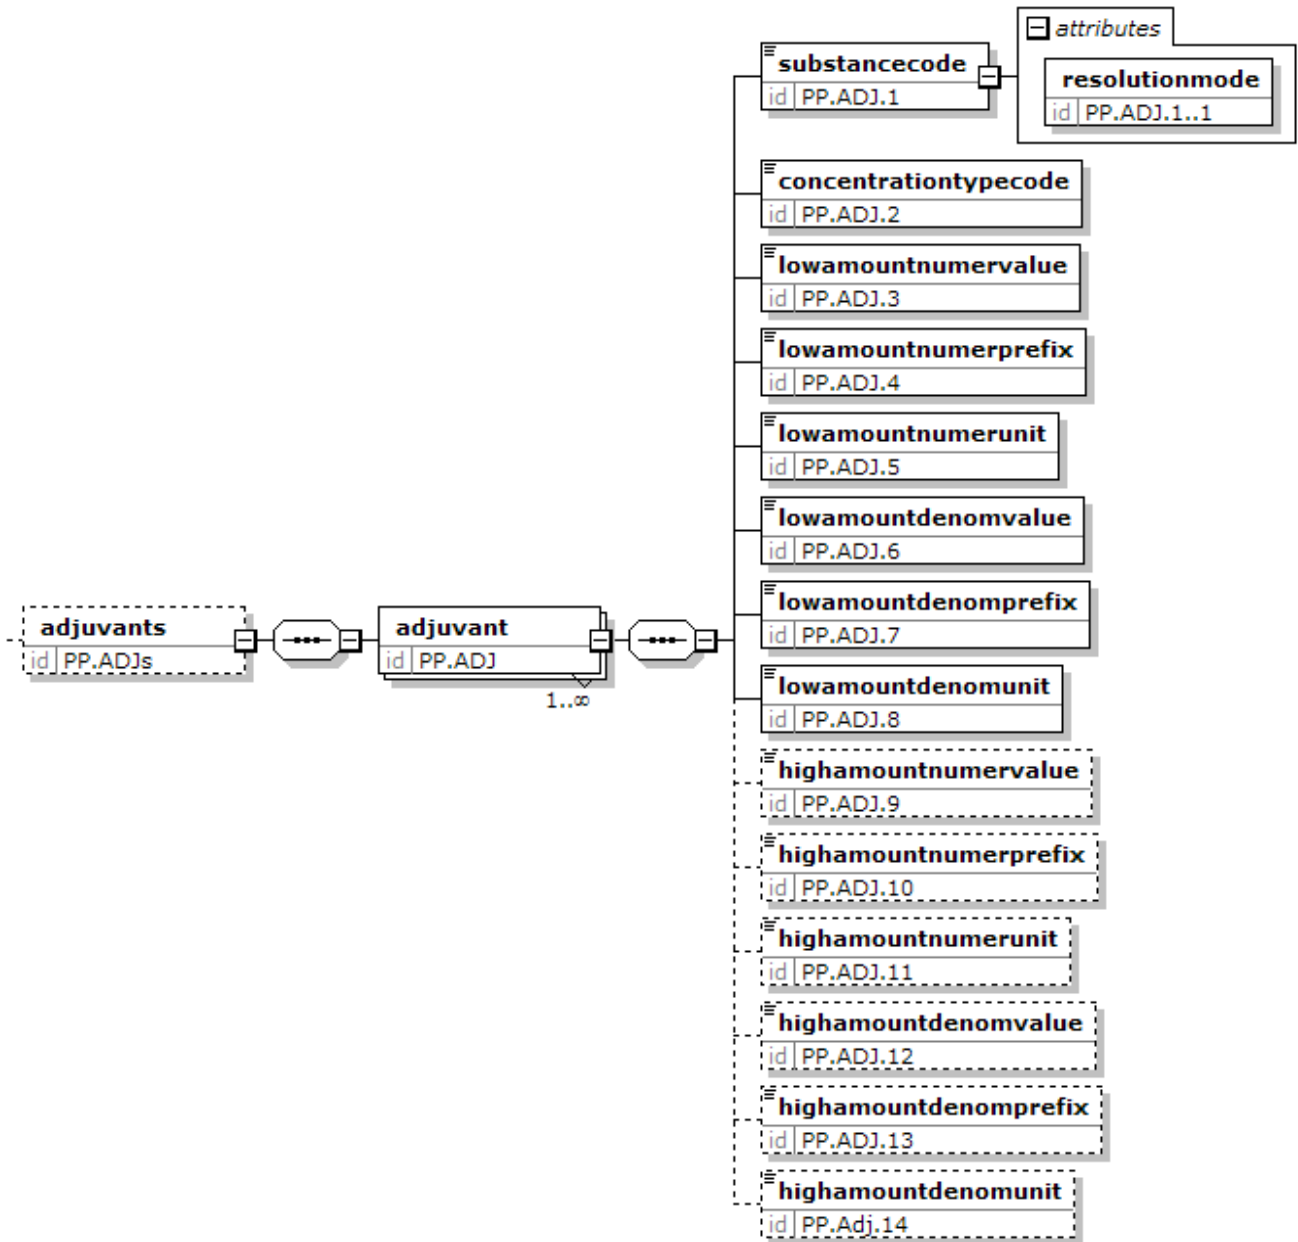 attributes
substancecode
id PP.ADJ.1
resolutionmode
id PP.ADJ.1..1
concentrationtypecode
id PP.ADJ.2
lowamountnumervalue
id PP.ADJ.3
lowamountnumerprefix
id PP.ADJ.4
lowamountnumerunit
id PP.ADJ.5
lowamountdenomvalue
id PP.ADJ.6
adjuvants
id PP.ADJs
adjuvant
id PP.ADJ
1..∞
lowamountdenomprefix
id PP.ADJ.7
lowamountdenomunit
id PP.ADJ.8
highamountnumervalue
id PP.ADJ.9
highamountnumerprefix
id PP.ADJ.10
highamountnumerunit
id PP.ADJ.11
highamountdenomvalue
id PP.ADJ.12
highamountdenomprefix
id PP.ADJ.13
highamountdenomunit
id PP.Adj.14